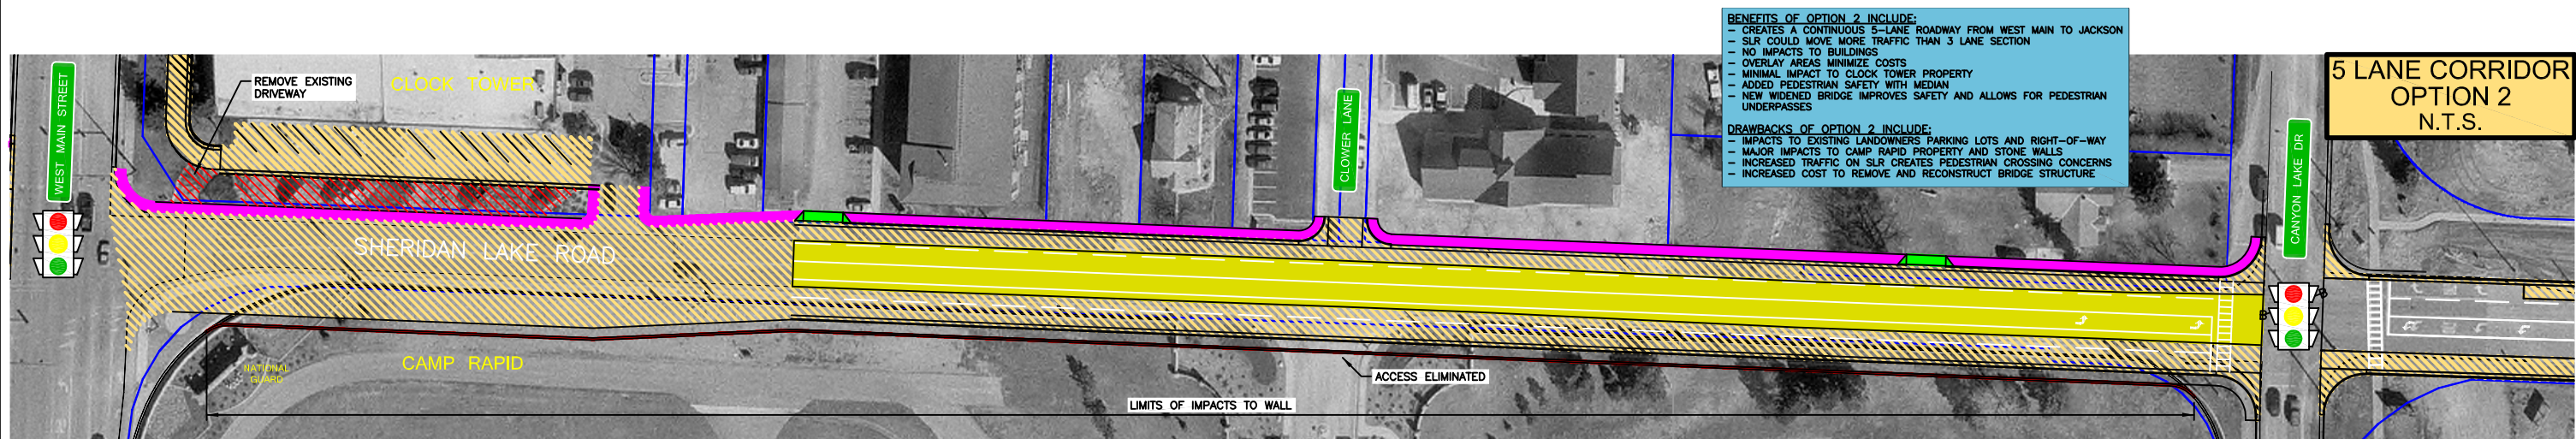 BENEFITS OF OPTION 2 INCLUDE:
- CREATES A CONTINUOUS 5-LANE ROADWAY FROM WEST MAIN TO JACKSON
- SLR COULD MOVE MORE TRAFFIC THAN 3 LANE SECTION
- NO IMPACTS TO BUILDINGS
- OVERLAY AREAS MINIMIZE COSTS
- MINIMAL IMPACT TO CLOCK TOWER PROPERTY
- ADDED PEDESTRIAN SAFETY WITH MEDIAN
- NEW WIDENED BRIDGE IMPROVES SAFETY AND ALLOWS FOR PEDESTRIAN
UNDERPASSES
DRAWBACKS OF OPTION 2 INCLUDE:
- IMPACTS TO EXISTING LANDOWNERS PARKING LOTS AND RIGHT-OF-WAY
- MAJOR IMPACTS TO CAMP RAPID PROPERTY AND STONE WALLS
- INCREASED TRAFFIC ON SLR CREATES PEDESTRIAN CROSSING CONCERNS
- INCREASED COST TO REMOVE AND RECONSTRUCT BRIDGE STRUCTURE
5 LANE CORRIDOR
OPTION 2
N.T.S.
WEST MAIN STREET
REMOVE EXISTING
DRIVEWAY
CLOCK TOWER
CLOWER LANE
CANYON LAKE DR
SHERIDAN LAKE ROAD
NATIONAL
GUARD
CAMP RAPID
ACCESS ELIMINATED
LIMITS OF IMPACTS TO WALL